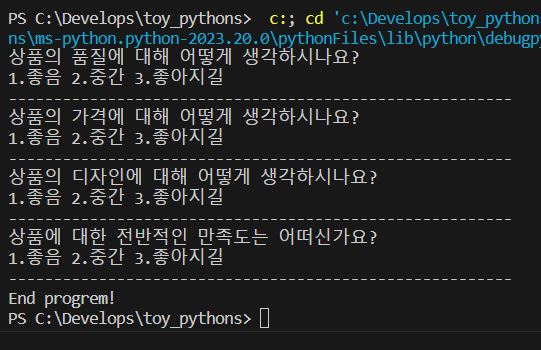 PS C:\Develops\toy_pythons>  c:; cd 'c:\Develops\toy_python
ns\ms-python.python-2023.20.0\pythonFiles\lib\python\debugpy
상품의 품질에 대해 어떻게 생각하시나요?
1.좋음 2.중간 3.좋아지길
------------------------------------------------------------
상품의 가격에 대해 어떻게 생각하시나요?
1.좋음 2.중간 3.좋아지길
------------------------------------------------------------
상품의 디자인에 대해 어떻게 생각하시나요?
1.좋음 2.중간 3.좋아지길
------------------------------------------------------------
상품에 대한 전반적인 만족도는 어떠신가요?
1.좋음 2.중간 3.좋아지길
------------------------------------------------------------
End progrem!
PS C:\Develops\toy_pythons>